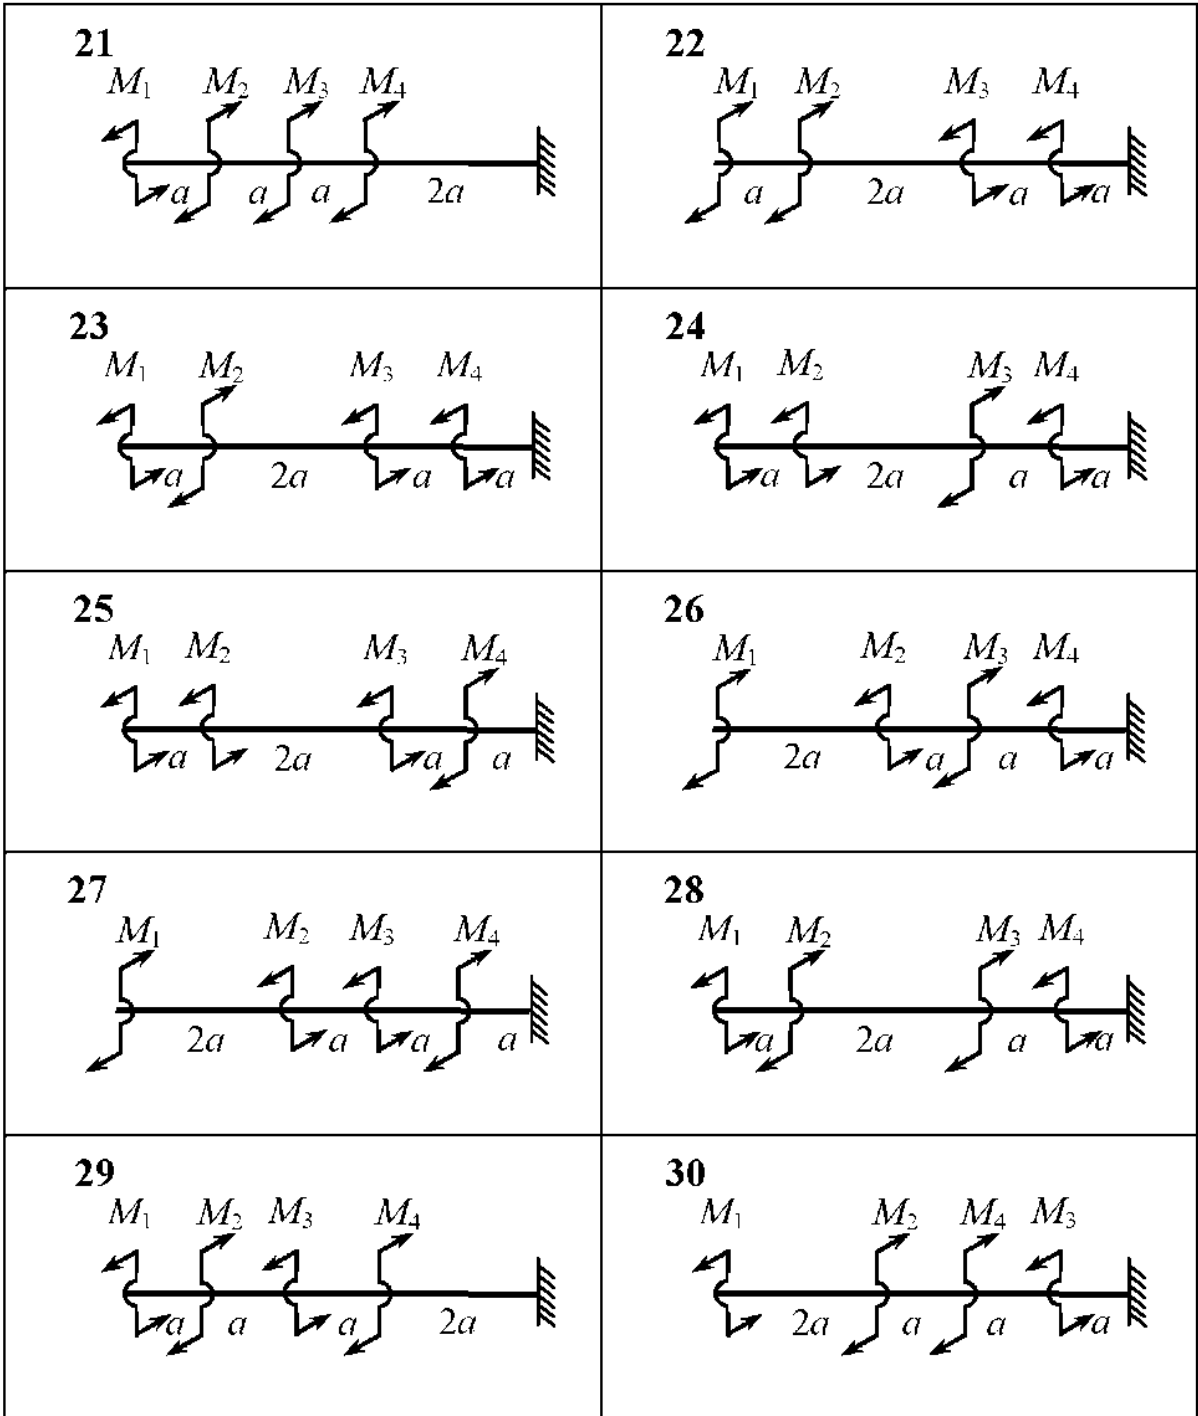 21
M₁ M₂ M₃ M₄
a a a 2a
22
M₁ M₂ M₃ M₄
a 2a a a
23
M₁ M₂ M₃ M₄
a 2a a a
24
M₁ M₂ M₃ M₄
a 2a a a
25
M₁ M₂ M₃ M₄
a 2a a a
26
M₁ M₂ M₃ M₄
2a a a a
27
M₁ M₂ M₃ M₄
2a a a a
28
M₁ M₂ M₃ M₄
a 2a a a
29
M₁ M₂ M₃ M₄
a a a 2a
30
M₁ M₂ M₄ M₃
2a a a a